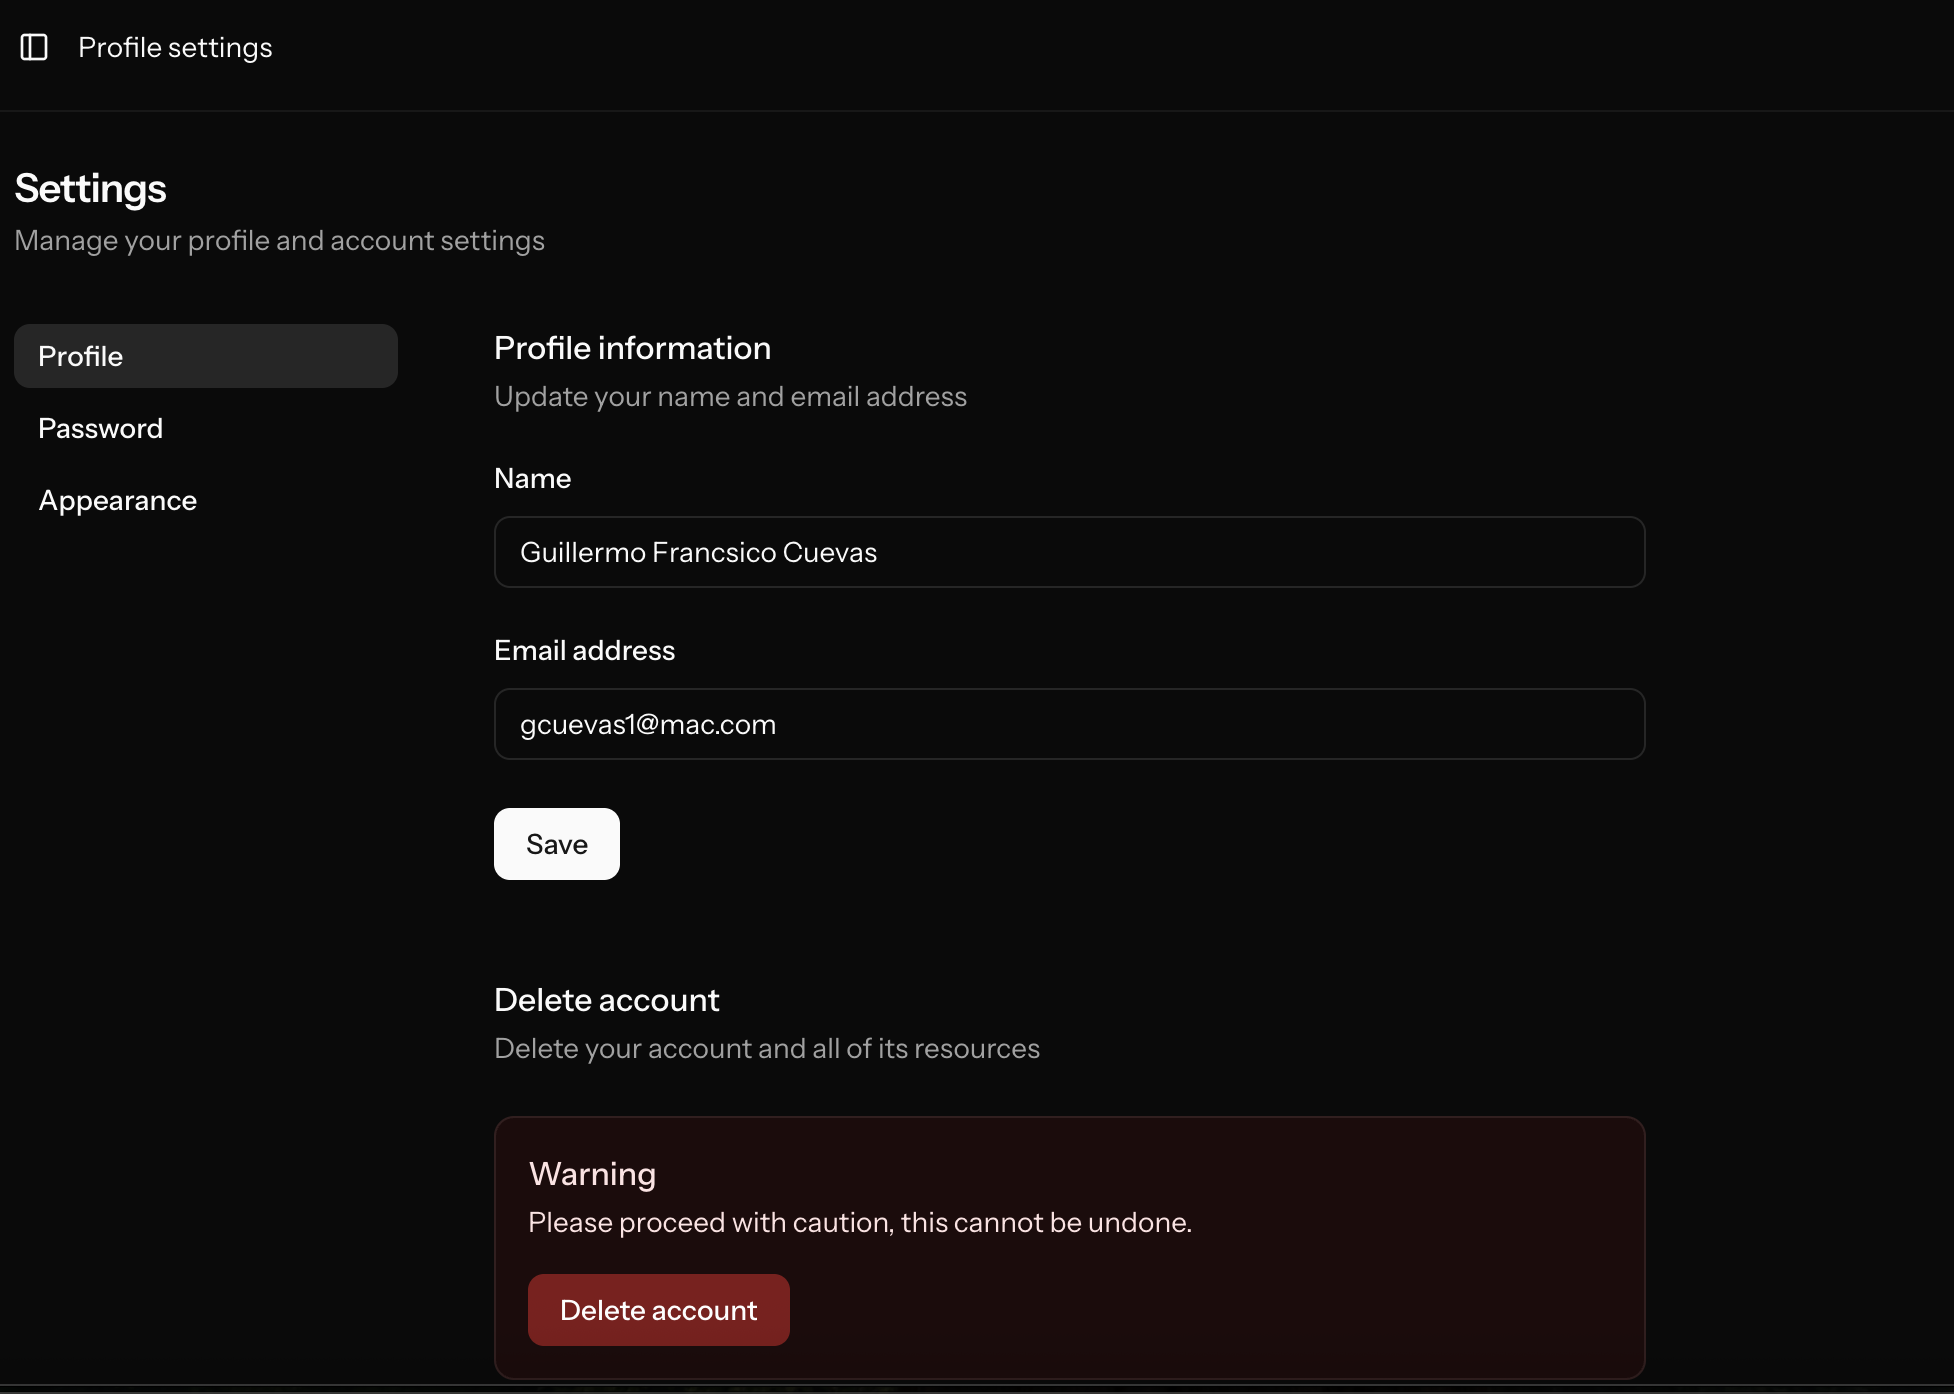 Profile settings
Settings
Manage your profile and account settings
Profile
Password
Appearance
Profile information
Update your name and email address
Name
Guillermo Francsico Cuevas
Email address
gcuevas1@mac.com
Save
Delete account
Delete your account and all of its resources
Warning
Please proceed with caution, this cannot be undone.
Delete account